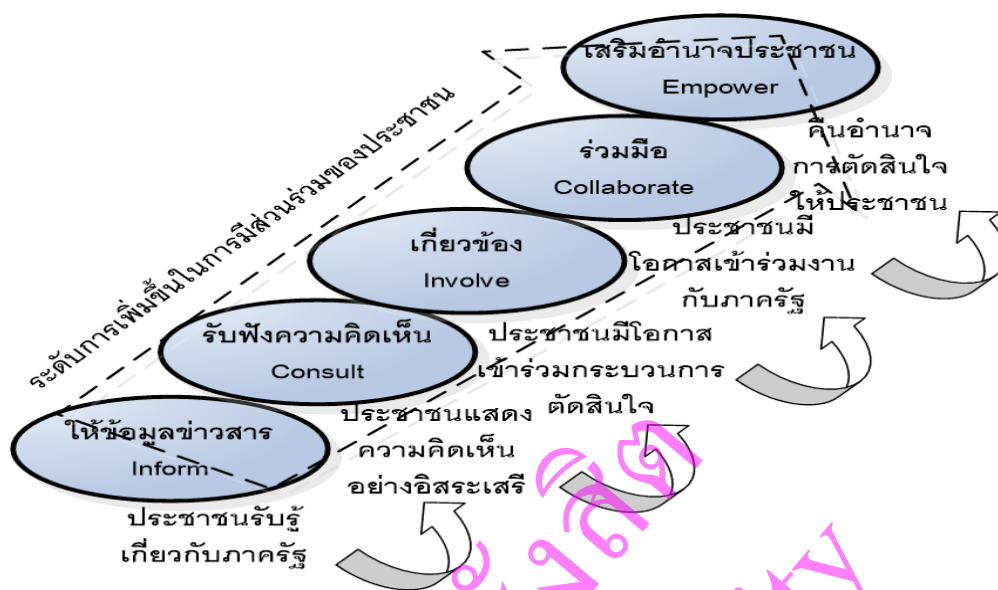 เสริมอำนาจประชาชน
Empower
คืนอำนาจ
การตัดสินใจ
ให้ประชาชน
ร่วมมือ
Collaborate
ประชาชนมี
โอกาสเข้าร่วมงาน
กับภาครัฐ
เกี่ยวข้อง
Involve
ประชาชนมีโอกาส
เข้าร่วมกระบวนการ
ตัดสินใจ
รับฟังความคิดเห็น
Consult
ประชาชนแสดง
ความคิดเห็น
อย่างอิสระเสรี
ให้ข้อมูลข่าวสาร
Inform
ประชาชนรับรู้
เกี่ยวกับภาครัฐ
ระดับการเพิ่มขึ้นในการมีส่วนร่วมของประชาชน